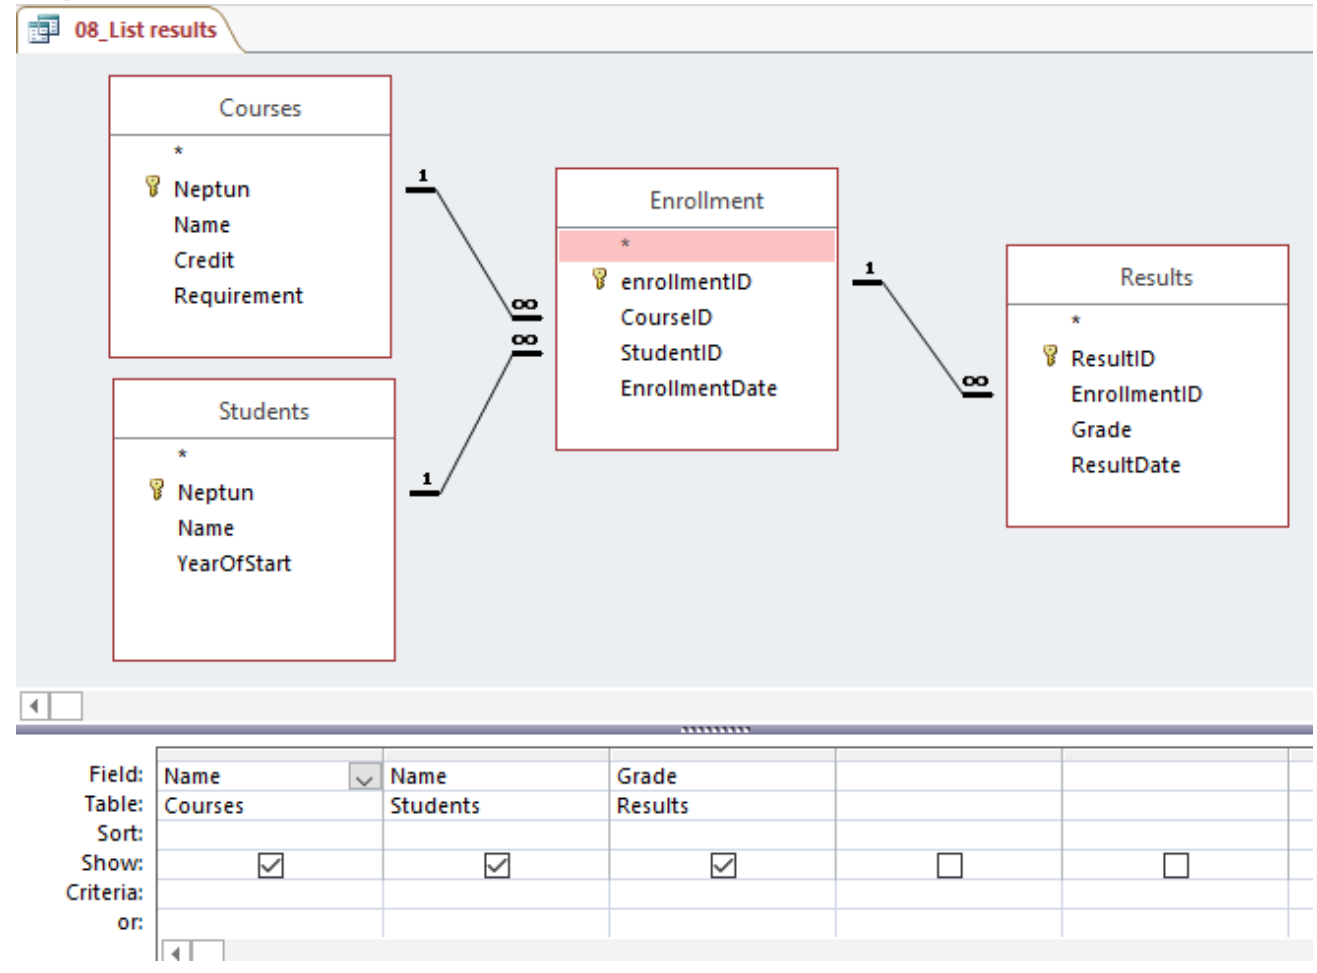 08_List results
Courses
*
Neptun
Name
Credit
Requirement
1
∞
Students
*
Neptun
Name
YearOfStart
1
∞
Enrollment
*
enrollmentID
CourseID
StudentID
EnrollmentDate
1
∞
Results
*
ResultID
EnrollmentID
Grade
ResultDate
Field: Name Name Grade
Table: Courses Students Results
Sort:
Show:
Criteria:
or: